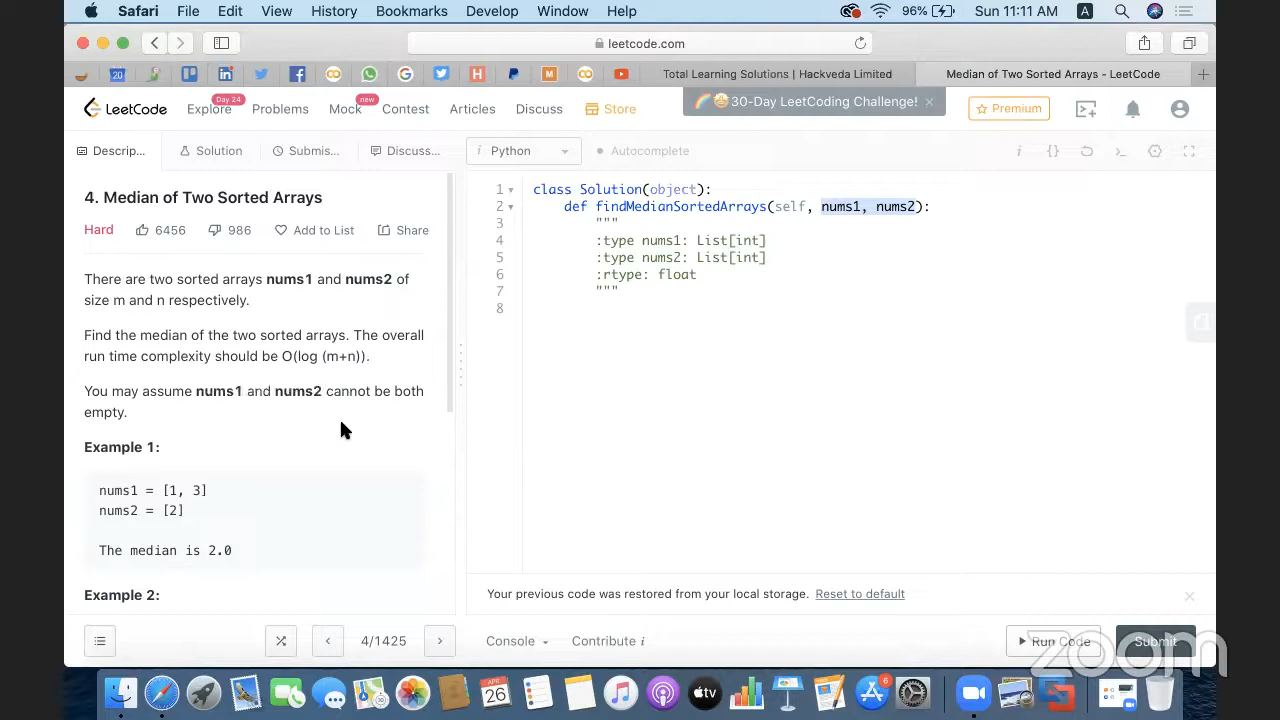 Safari File Edit View History Bookmarks Develop Window Help 96% Sun 11:11 AM A
leetcode.com
Total Learning Solutions | Hackveda Limited Median of Two Sorted Arrays - LeetCode
LeetCode Explore Day 24 Problems Mock new Contest Articles Discuss Store 30-Day LeetCoding Challenge! Premium
Descrip... Solution Submis... Discuss... i Python Autocomplete
4. Median of Two Sorted Arrays
Hard 6456 986 Add to List Share
There are two sorted arrays nums1 and nums2 of
size m and n respectively.
Find the median of the two sorted arrays. The overall
run time complexity should be O(log (m+n)).
You may assume nums1 and nums2 cannot be both
empty.
Example 1:
nums1 = [1, 3]
nums2 = [2]
The median is 2.0
Example 2:
1 class Solution(object):
2 def findMedianSortedArrays(self, nums1, nums2):
3 """
4 :type nums1: List[int]
5 :type nums2: List[int]
6 :rtype: float
7 """
8
Your previous code was restored from your local storage. Reset to default
4/1425 Console Contribute i Run Code Submit
zoom
20
APR
26
tv
6